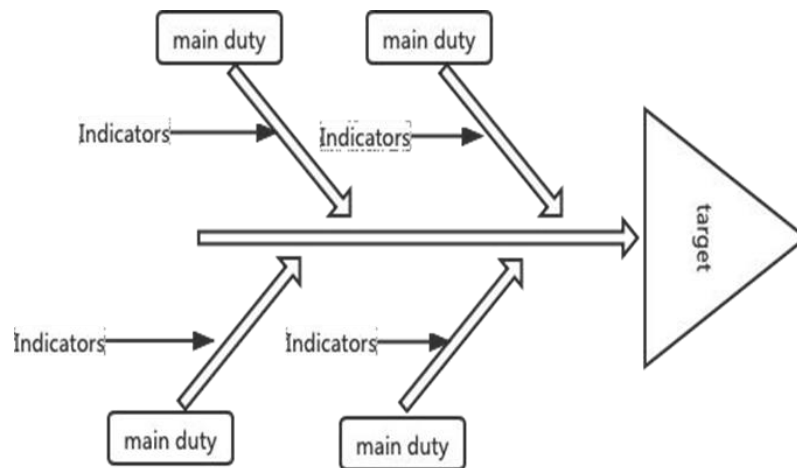 main duty
main duty
Indicators
Indicators
target
Indicators
Indicators
main duty
main duty